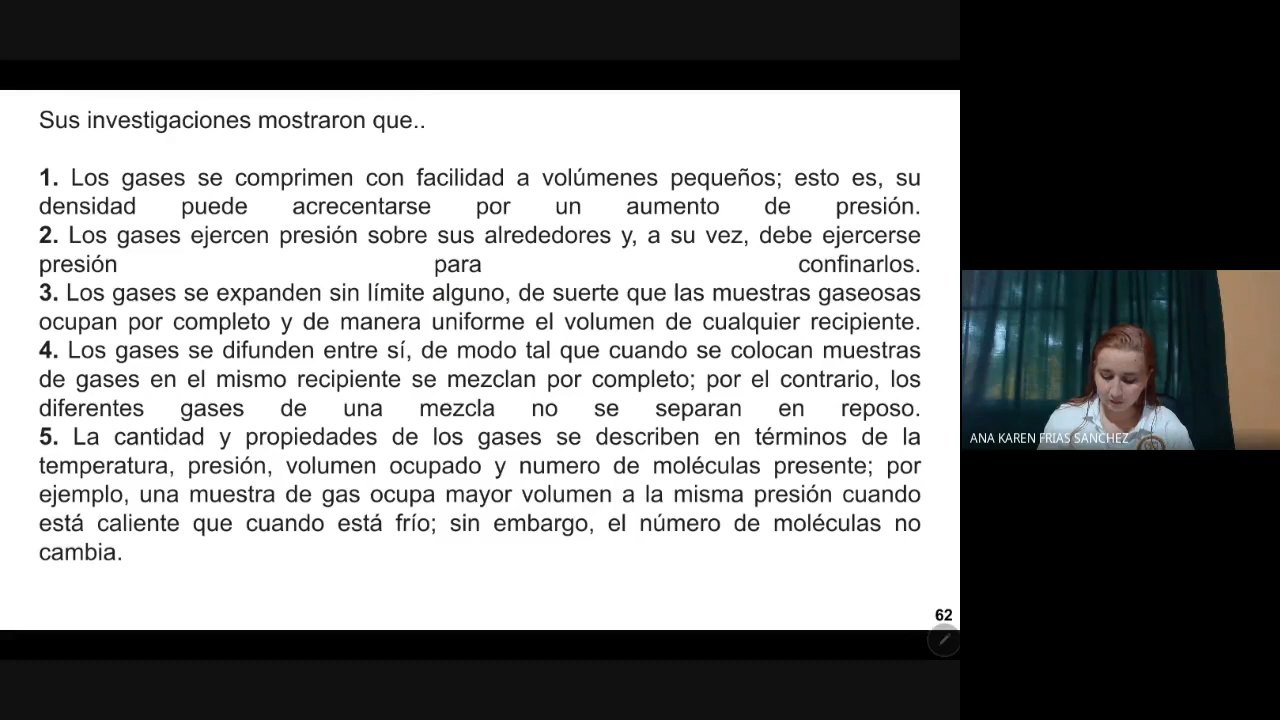 Sus investigaciones mostraron que..
1. Los gases se comprimen con facilidad a volúmenes pequeños; esto es, su
densidad puede acrecentarse por un aumento de presión.
2. Los gases ejercen presión sobre sus alrededores y, a su vez, debe ejercerse
presión para confinarlos.
3. Los gases se expanden sin límite alguno, de suerte que las muestras gaseosas
ocupan por completo y de manera uniforme el volumen de cualquier recipiente.
4. Los gases se difunden entre sí, de modo tal que cuando se colocan muestras
de gases en el mismo recipiente se mezclan por completo; por el contrario, los
diferentes gases de una mezcla no se separan en reposo.
5. La cantidad y propiedades de los gases se describen en términos de la
temperatura, presión, volumen ocupado y numero de moléculas presente; por
ejemplo, una muestra de gas ocupa mayor volumen a la misma presión cuando
está caliente que cuando está frío; sin embargo, el número de moléculas no
cambia.
62
ANA KAREN FRIAS SANCHEZ